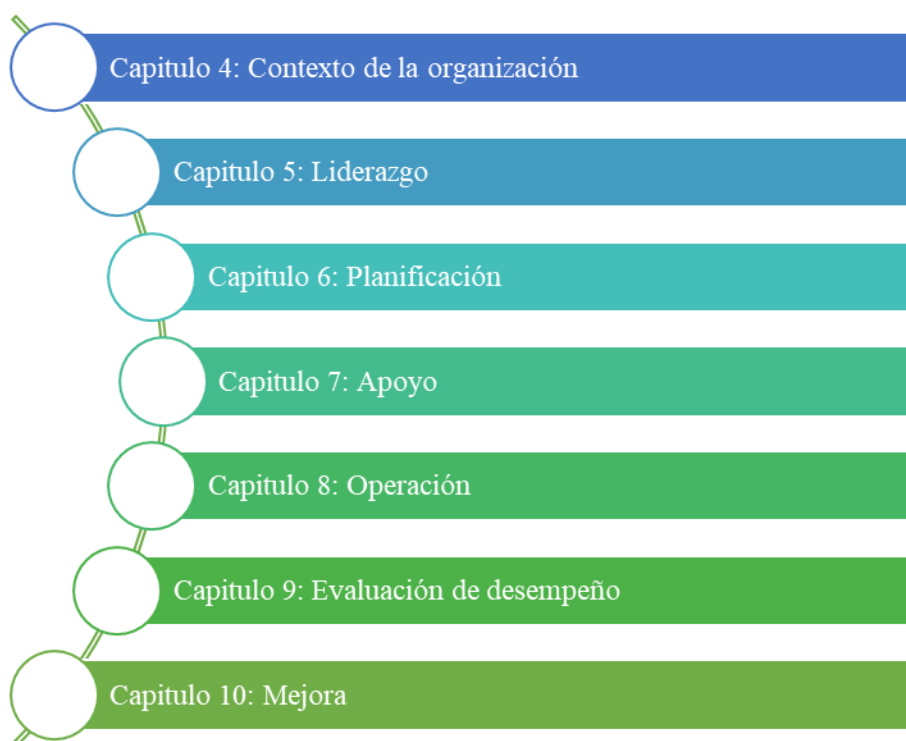 Capitulo 4: Contexto de la organización
Capitulo 5: Liderazgo
Capitulo 6: Planificación
Capitulo 7: Apoyo
Capitulo 8: Operación
Capitulo 9: Evaluación de desempeño
Capitulo 10: Mejora